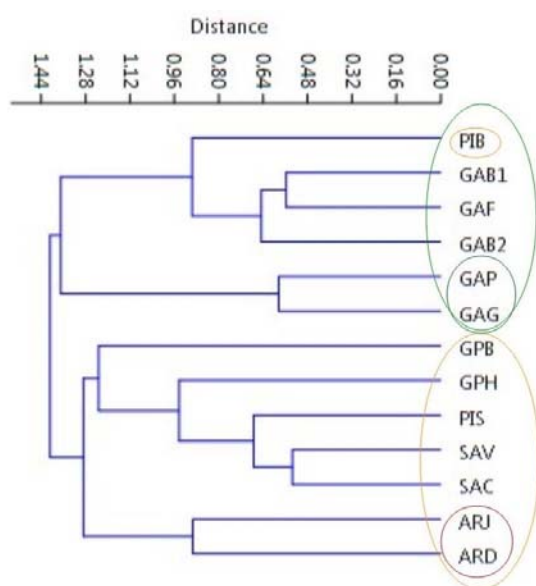 Distance
1.44 1.28 1.12 0.96 0.80 0.64 0.48 0.32 0.16 0.00
PIB
GAB1
GAF
GAB2
GAP
GAG
GPB
GPH
PIS
SAV
SAC
ARJ
ARD